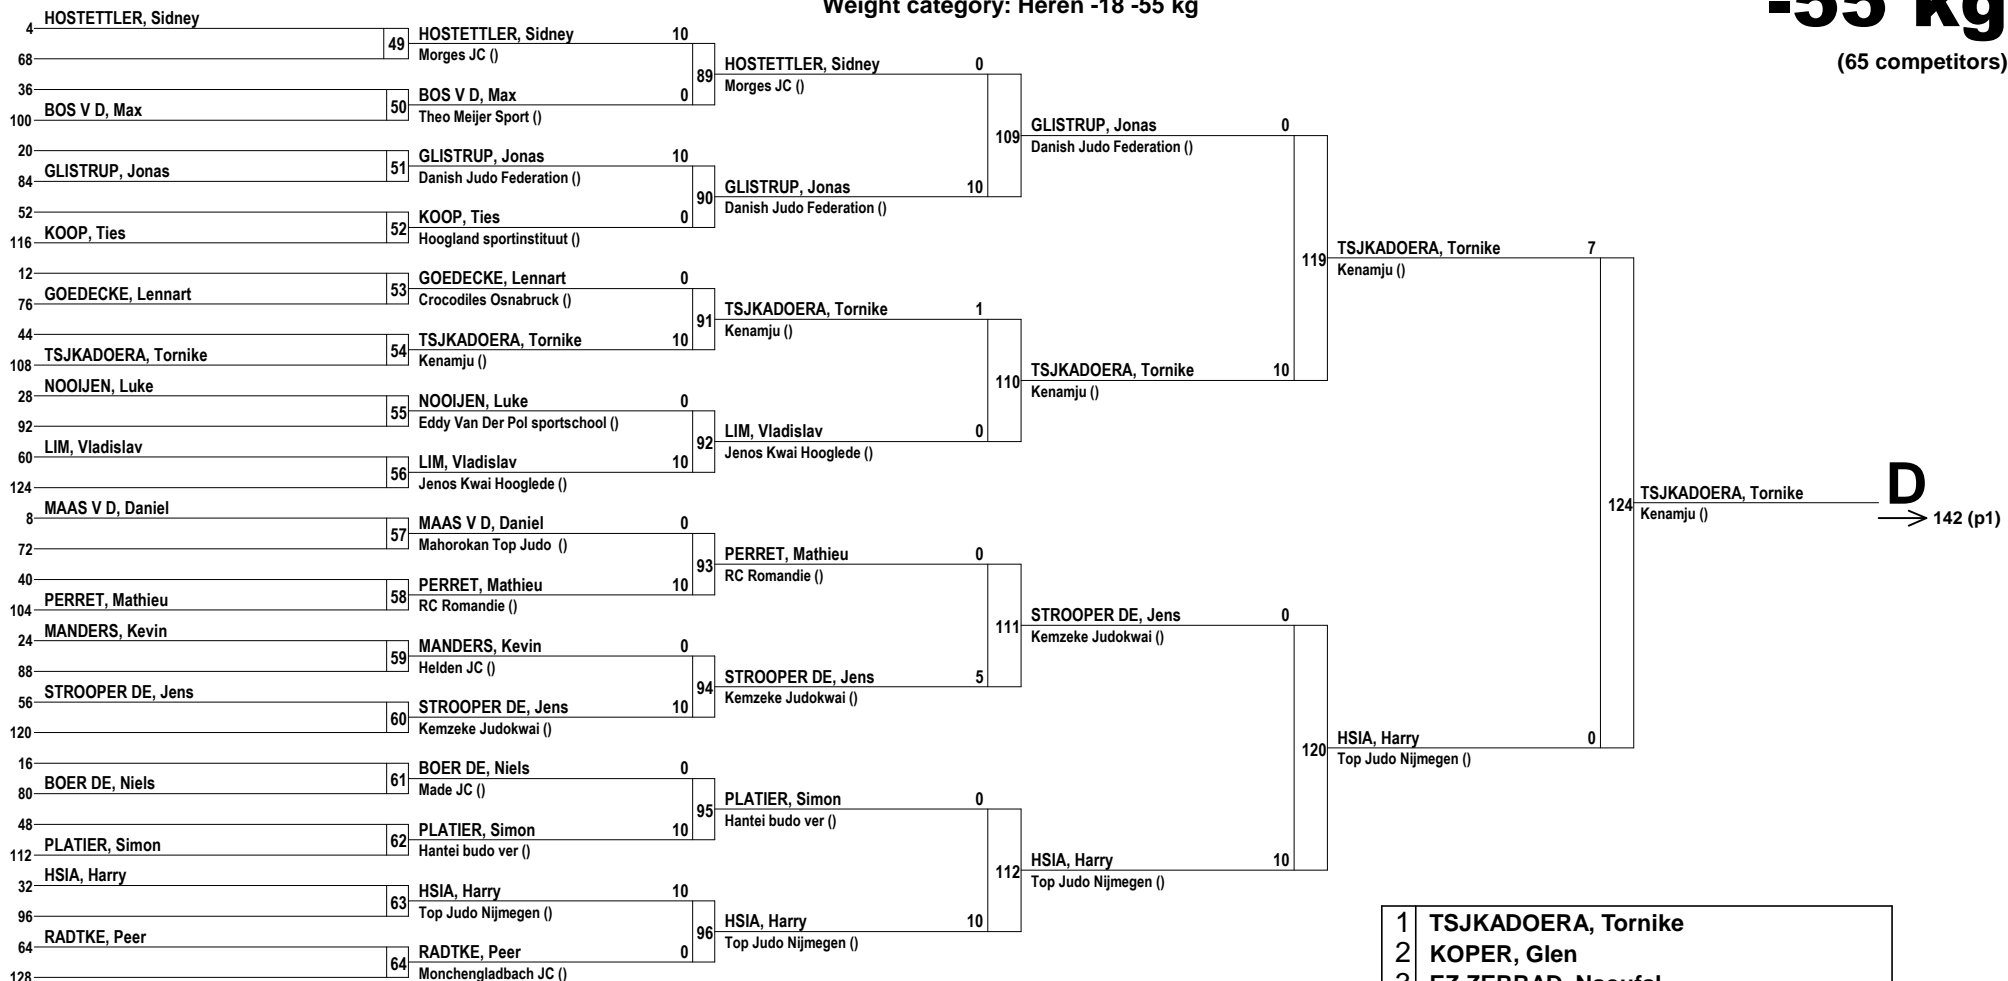 Weight category: Heren -18 -55 kg
-55 kg
(65 competitors)
4 HOSTETTLER, Sidney
68
49
36
100 BOS V D, Max
50
20
84 GLISTRUP, Jonas
51
52
116 KOOP, Ties
52
12
76 GOEDECKE, Lennart
53
44
108 TSJKADOERA, Tornike
54
28 NOOIJEN, Luke
92
55
60 LIM, Vladislav
124
56
8 MAAS V D, Daniel
72
57
40
104 PERRET, Mathieu
58
24 MANDERS, Kevin
88
59
56 STROOPER DE, Jens
120
60
16
80 BOER DE, Niels
61
48
112 PLATIER, Simon
62
32 HSIA, Harry
96
63
64 RADTKE, Peer
128
64
HOSTETTLER, Sidney 10
Morges JC ()
89
BOS V D, Max 0
Theo Meijer Sport ()
GLISTRUP, Jonas 10
Danish Judo Federation ()
90
KOOP, Ties 0
Hoogland sportinstituut ()
GOEDECKE, Lennart 0
Crocodiles Osnabruck ()
91
TSJKADOERA, Tornike 10
Kenamju ()
NOOIJEN, Luke 0
Eddy Van Der Pol sportschool ()
92
LIM, Vladislav 10
Jenos Kwai Hooglede ()
MAAS V D, Daniel 0
Mahorokan Top Judo ()
93
PERRET, Mathieu 10
RC Romandie ()
MANDERS, Kevin 0
Helden JC ()
94
STROOPER DE, Jens 10
Kemzeke Judokwai ()
BOER DE, Niels 0
Made JC ()
95
PLATIER, Simon 10
Hantei budo ver ()
HSIA, Harry 10
Top Judo Nijmegen ()
96
RADTKE, Peer 0
Monchengladbach JC ()
HOSTETTLER, Sidney 0
Morges JC ()
109
GLISTRUP, Jonas 10
Danish Judo Federation ()
TSJKADOERA, Tornike 1
Kenamju ()
110
LIM, Vladislav 0
Jenos Kwai Hooglede ()
PERRET, Mathieu 0
RC Romandie ()
111
STROOPER DE, Jens 5
Kemzeke Judokwai ()
PLATIER, Simon 0
Hantei budo ver ()
112
HSIA, Harry 10
Top Judo Nijmegen ()
GLISTRUP, Jonas 0
Danish Judo Federation ()
119
TSJKADOERA, Tornike 10
Kenamju ()
STROOPER DE, Jens 0
Kemzeke Judokwai ()
120
HSIA, Harry 10
Top Judo Nijmegen ()
TSJKADOERA, Tornike 7
Kenamju ()
124
HSIA, Harry 0
Top Judo Nijmegen ()
TSJKADOERA, Tornike
Kenamju ()
D
142 (p1)
1 TSJKADOERA, Tornike
2 KOPER, Glen